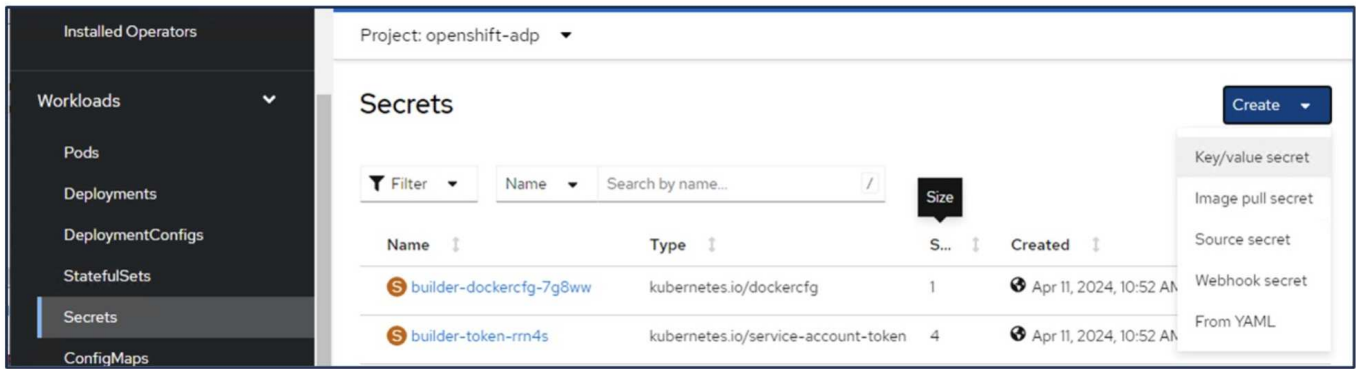 Installed Operators
Workloads
Pods
Deployments
DeploymentConfigs
StatefulSets
Secrets
ConfigMaps
Project: openshift-adp
Secrets
Create
Key/value secret
Image pull secret
Source secret
Webhook secret
From YAML
Filter Name Search by name... /
Size
Name Type S... Created
S builder-dockercfg-7g8ww kubernetes.io/dockercfg 1 Apr 11, 2024, 10:52 AM
S builder-token-rrn4s kubernetes.io/service-account-token 4 Apr 11, 2024, 10:52 AM